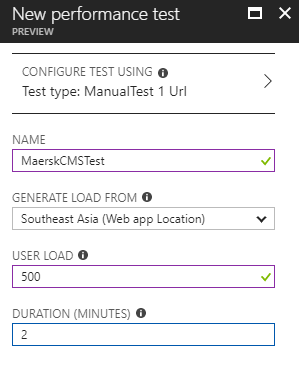 New performance test
PREVIEW
CONFIGURE TEST USING
Test type: ManualTest 1 Url
NAME
MaerskCMSTest
GENERATE LOAD FROM
Southeast Asia (Web app Location)
USER LOAD
500
DURATION (MINUTES)
2